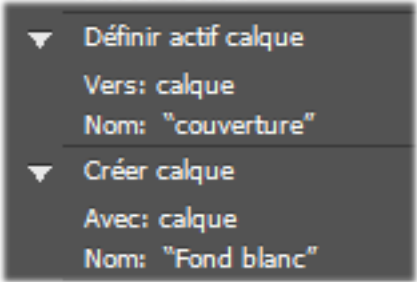 Définir actif calque
Vers: calque
Nom: "couverture"
Créer calque
Avec: calque
Nom: "Fond blanc"